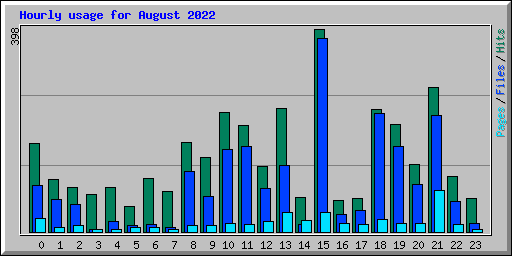 Hourly usage for August 2022
398
Pages/Files/Hits
0 1 2 3 4 5 6 7 8 9 10 11 12 13 14 15 16 17 18 19 20 21 22 23